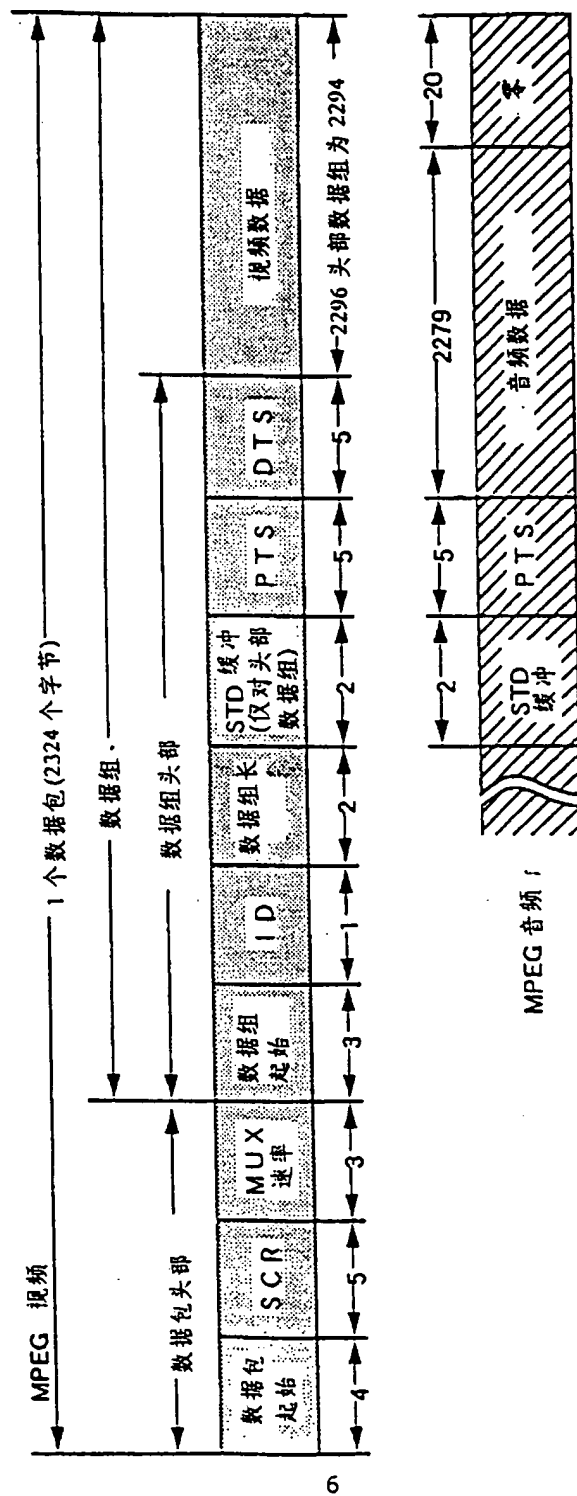 MPEG 视频
1 个数据包(2324 个字节)
数据组、
数据包头部
数据组头部
数据包
起始
SCR
MUX
速率
数据组
起始
ID
数据组长
STD 缓冲
(仅对头部
数据组)
PTS
DTS
视频数据
4
5
3
3
1
2
2
5
5
2296 头部数据组为 2294
MPEG 音频
2
5
2279
20
STD
缓冲
PTS
音频数据
零
6